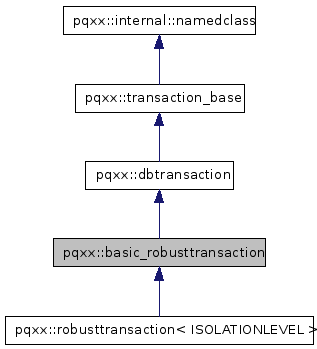 pqxx::internal::namedclass
pqxx::transaction_base
pqxx::dbtransaction
pqxx::basic_robusttransaction
pqxx::robusttransaction< ISOLATIONLEVEL >